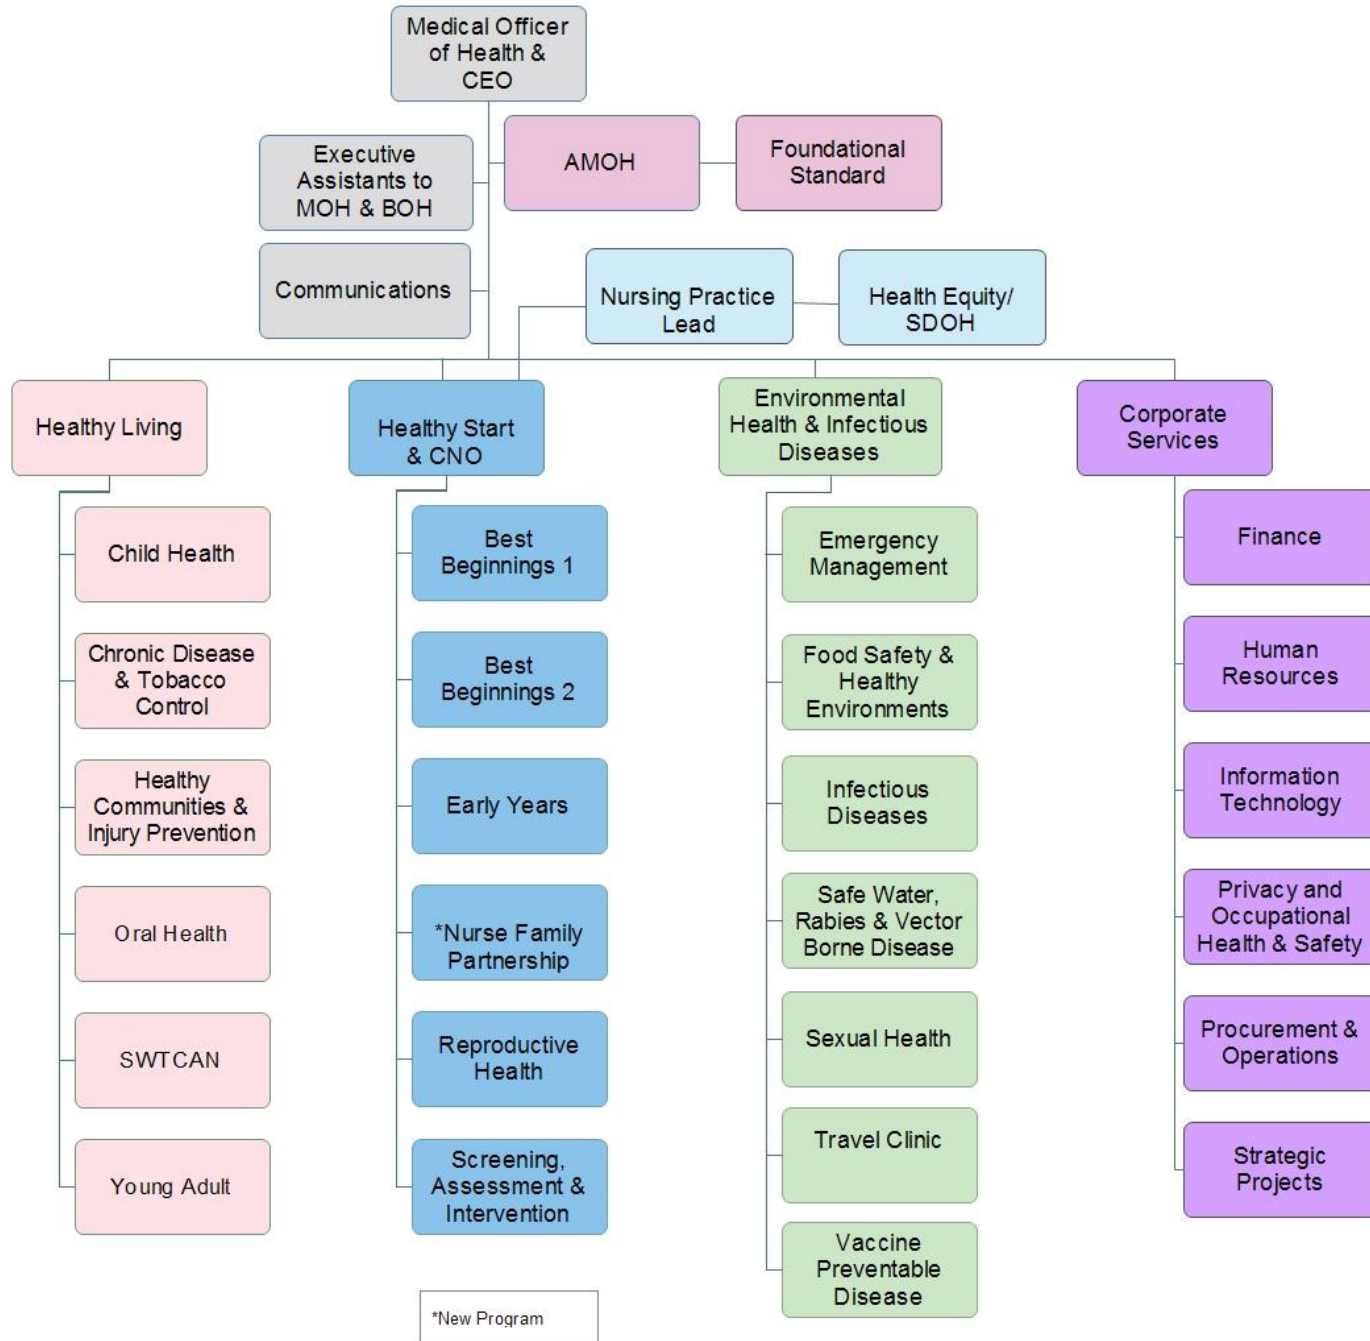 Medical Officer
of Health &
CEO
Executive
Assistants to
MOH & BOH
AMOH
Foundational
Standard
Communications
Nursing Practice
Lead
Health Equity/
SDOH
Healthy Living
Healthy Start
& CNO
Environmental
Health & Infectious
Diseases
Corporate
Services
Child Health
Chronic Disease
& Tobacco
Control
Healthy
Communities &
Injury Prevention
Oral Health
SWTCAN
Young Adult
Best
Beginnings 1
Best
Beginnings 2
Early Years
*Nurse Family
Partnership
Reproductive
Health
Screening,
Assessment &
Intervention
Emergency
Management
Food Safety &
Healthy
Environments
Infectious
Diseases
Safe Water,
Rabies & Vector
Borne Disease
Sexual Health
Travel Clinic
Vaccine
Preventable
Disease
Finance
Human
Resources
Information
Technology
Privacy and
Occupational
Health & Safety
Procurement &
Operations
Strategic
Projects
*New Program